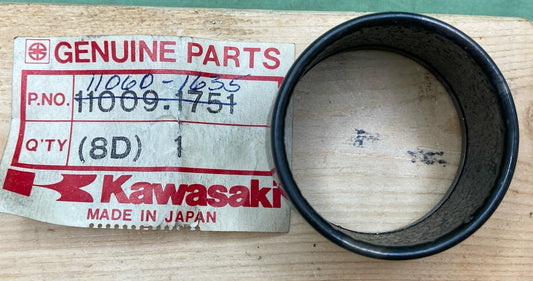 GENUINE PARTS
11060-1655
P.NO. 11009-1751
Q'TY (8D) 1
Kawasaki
MADE IN JAPAN